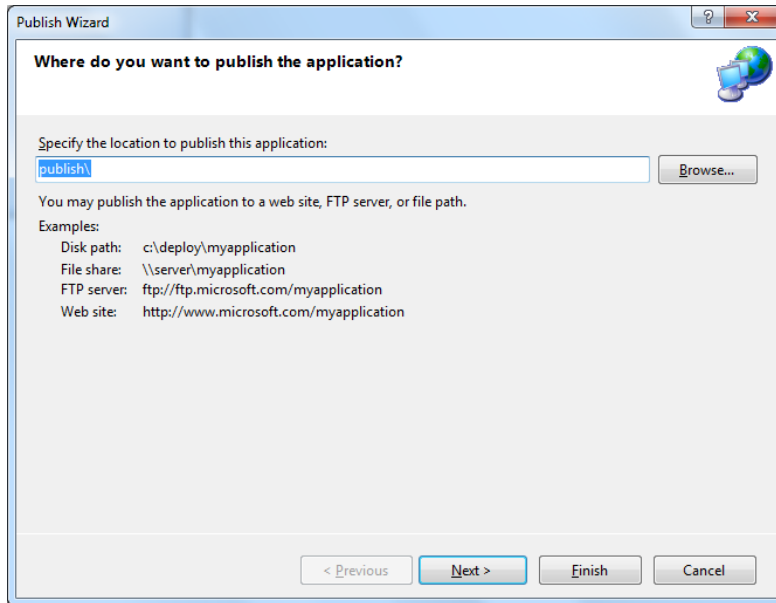 Publish Wizard
?
Where do you want to publish the application?
Specify the location to publish this application:
publish\
Browse...
You may publish the application to a web site, FTP server, or file path.
Examples:
Disk path: c:\deploy\myapplication
File share: \\server\myapplication
FTP server: ftp://ftp.microsoft.com/myapplication
Web site: http://www.microsoft.com/myapplication
< Previous
Next >
Finish
Cancel